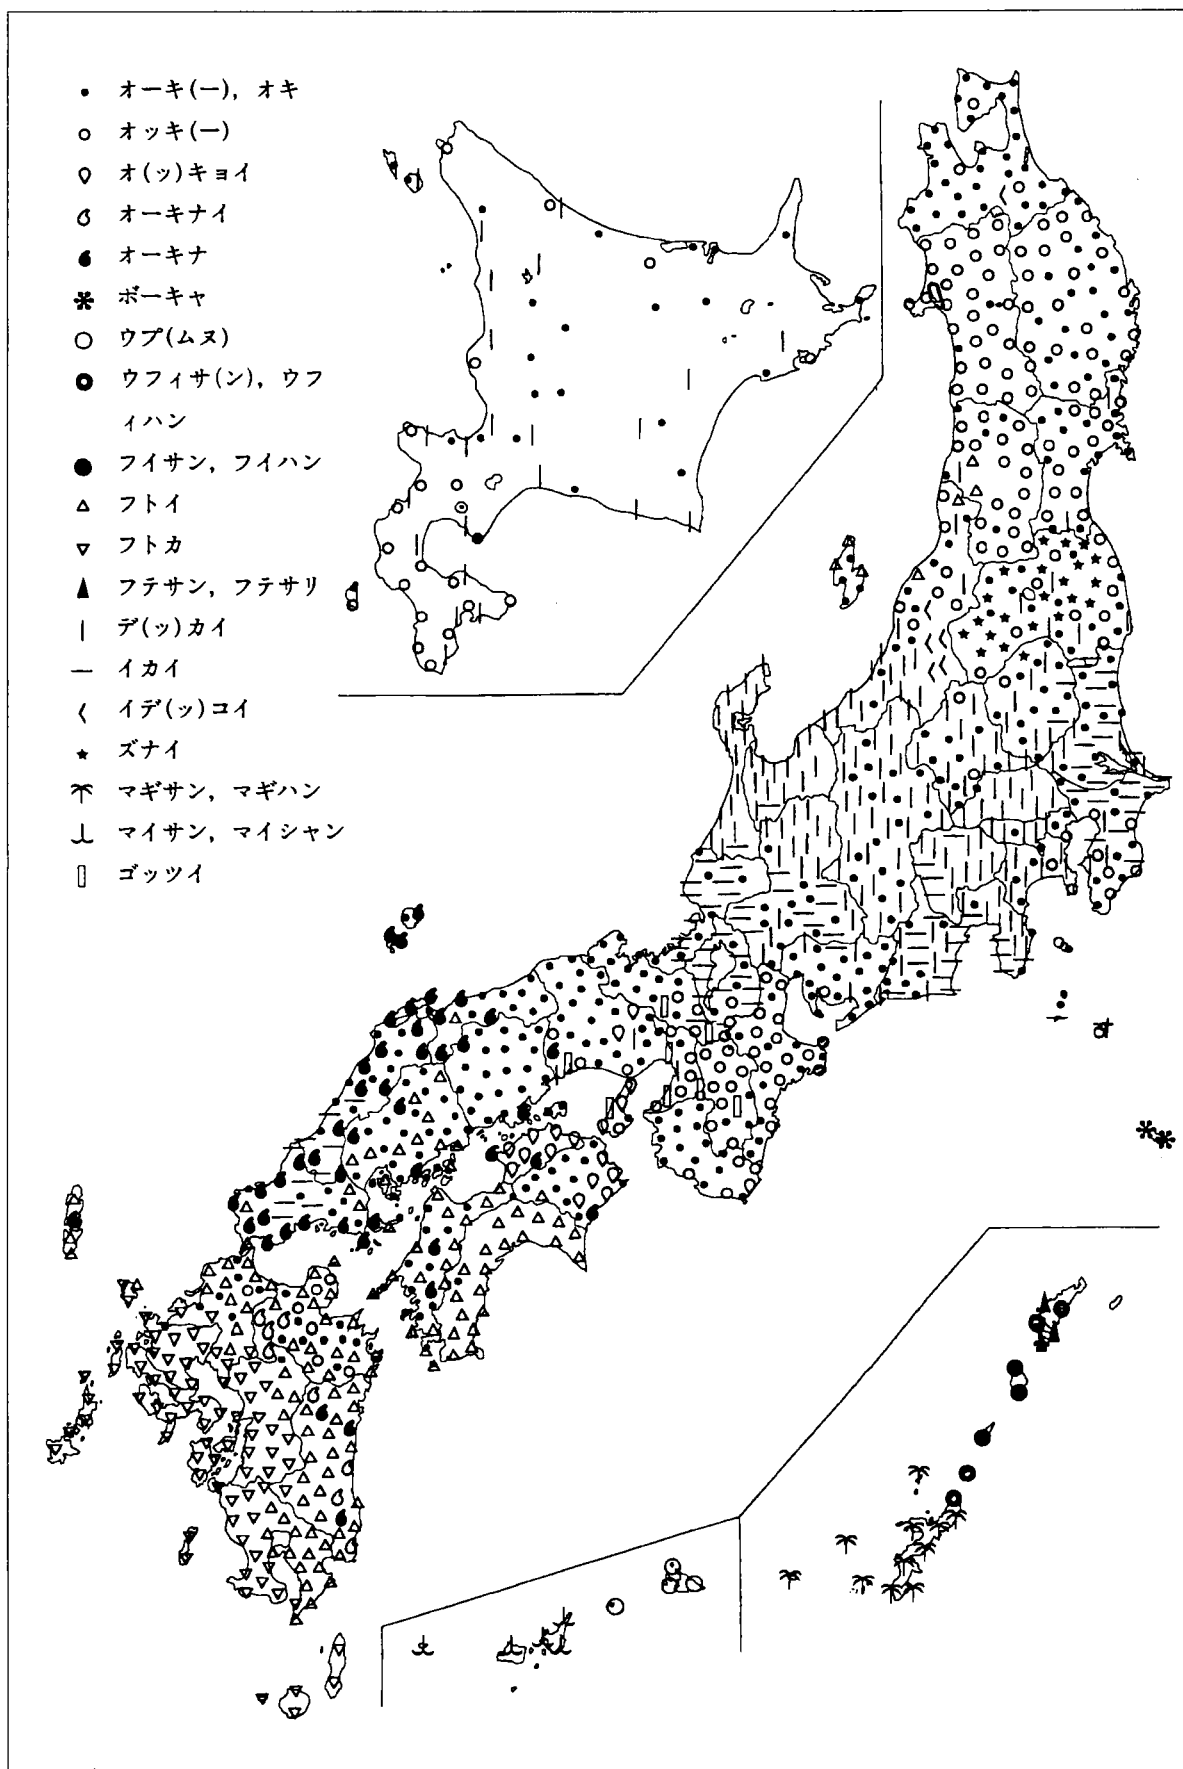 オーキ(ー), オキ
オッキ(ー)
オ(ッ)キョイ
オーキナイ
オーキナ
ボーキャ
ウプ(ムヌ)
ウフィサ(ン), ウフ
ィハン
フイサン, フイハン
フトイ
フトカ
フテサン, フテサリ
デ(ッ)カイ
イカイ
イデ(ッ)コイ
ズナイ
マギサン, マギハン
マイサン, マイシャン
ゴッツイ